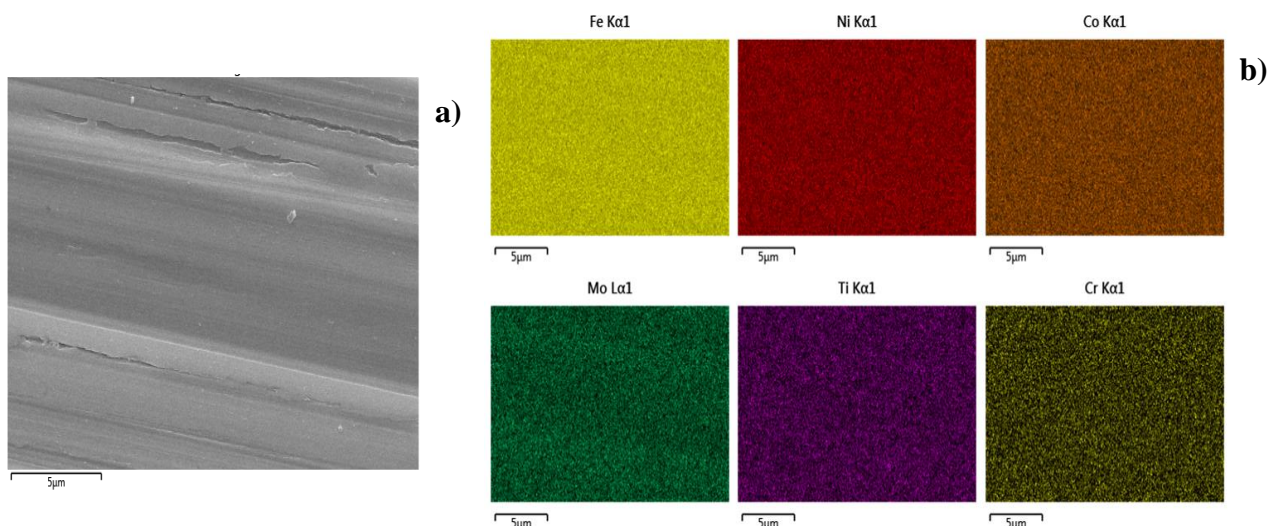 a)
5µm
b)
Fe Kα1
Ni Kα1
Co Kα1
5µm
5µm
5µm
Mo Lα1
Ti Kα1
Cr Kα1
5µm
5µm
5µm